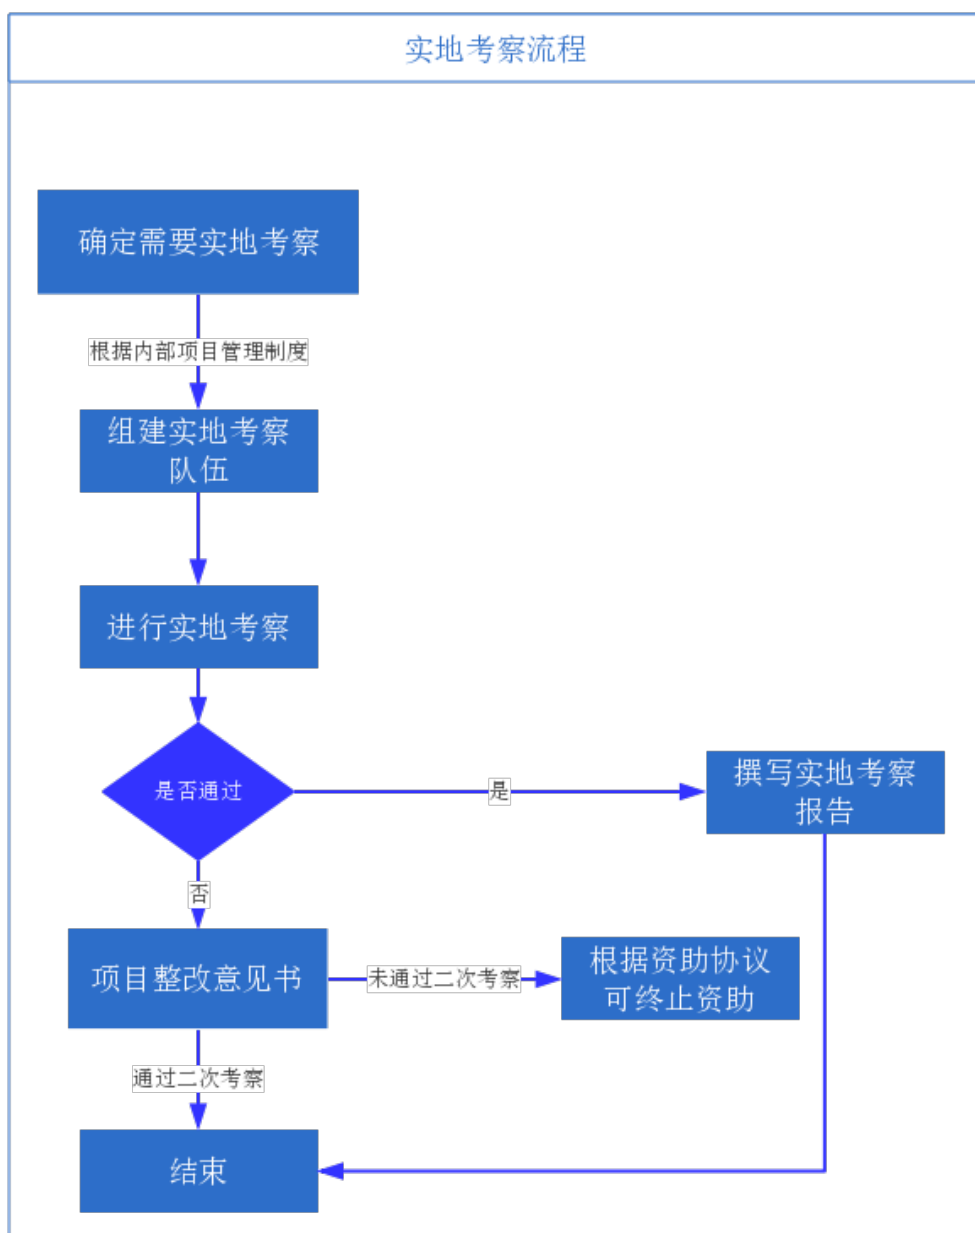 实地考察流程
确定需要实地考察
根据内部项目管理制度
组建实地考察
队伍
进行实地考察
是否通过
是
撰写实地考察
报告
否
项目整改意见书
未通过二次考察
根据资助协议
可终止资助
通过二次考察
结束